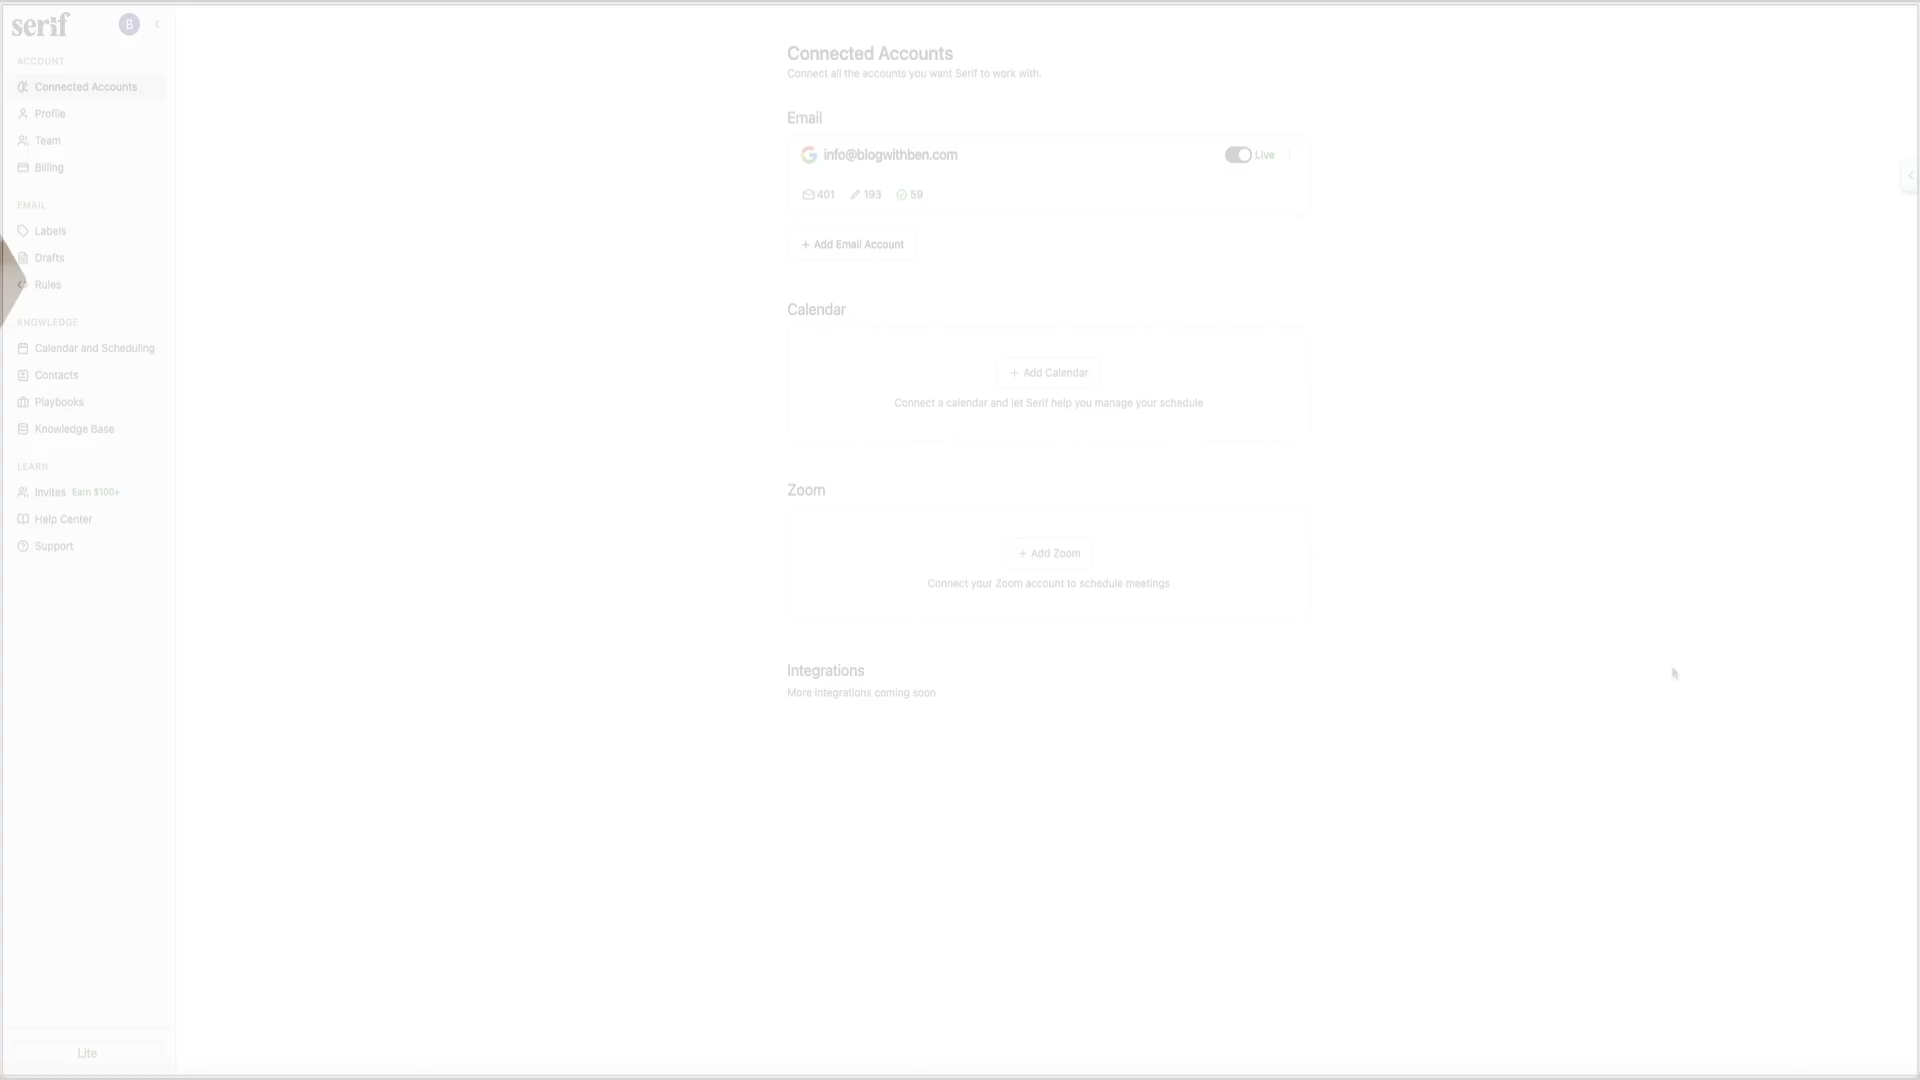 serif
B
ACCOUNT
Connected Accounts
Profile
Team
Billing
EMAIL
Labels
Drafts
Rules
KNOWLEDGE
Calendar and Scheduling
Contacts
Playbooks
Knowledge Base
LEARN
Invites Earn $100+
Help Center
Support
Lite
Connected Accounts
Connect all the accounts you want Serif to work with.
Email
info@blogwithben.com
Live
401 193 59
+ Add Email Account
Calendar
+ Add Calendar
Connect a calendar and let Serif help you manage your schedule
Zoom
+ Add Zoom
Connect your Zoom account to schedule meetings
Integrations
More integrations coming soon